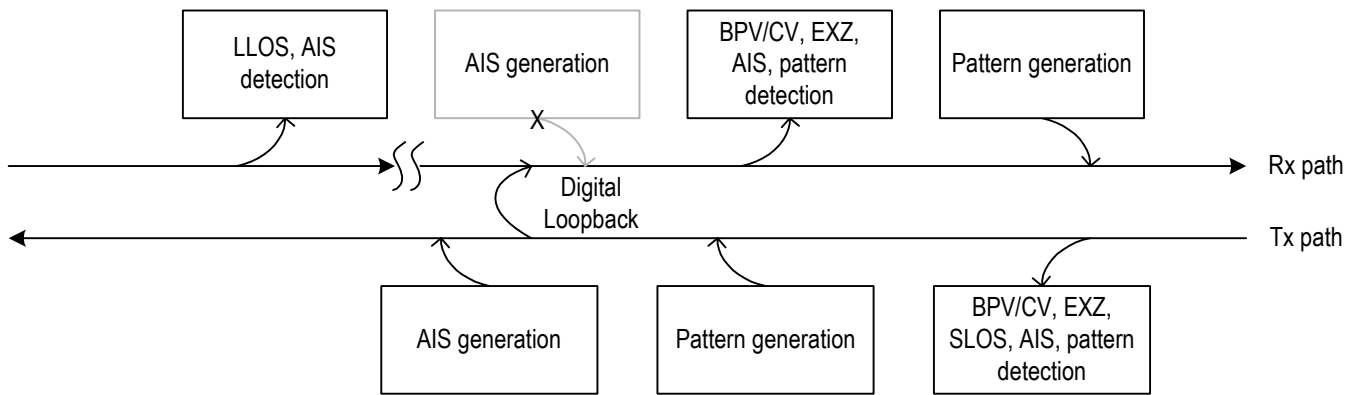 LLOS, AIS
detection
AIS generation
BPV/CV, EXZ,
AIS, pattern
detection
Pattern generation
X
Rx path
Digital
Loopback
Tx path
AIS generation
Pattern generation
BPV/CV, EXZ,
SLOS, AIS, pattern
detection